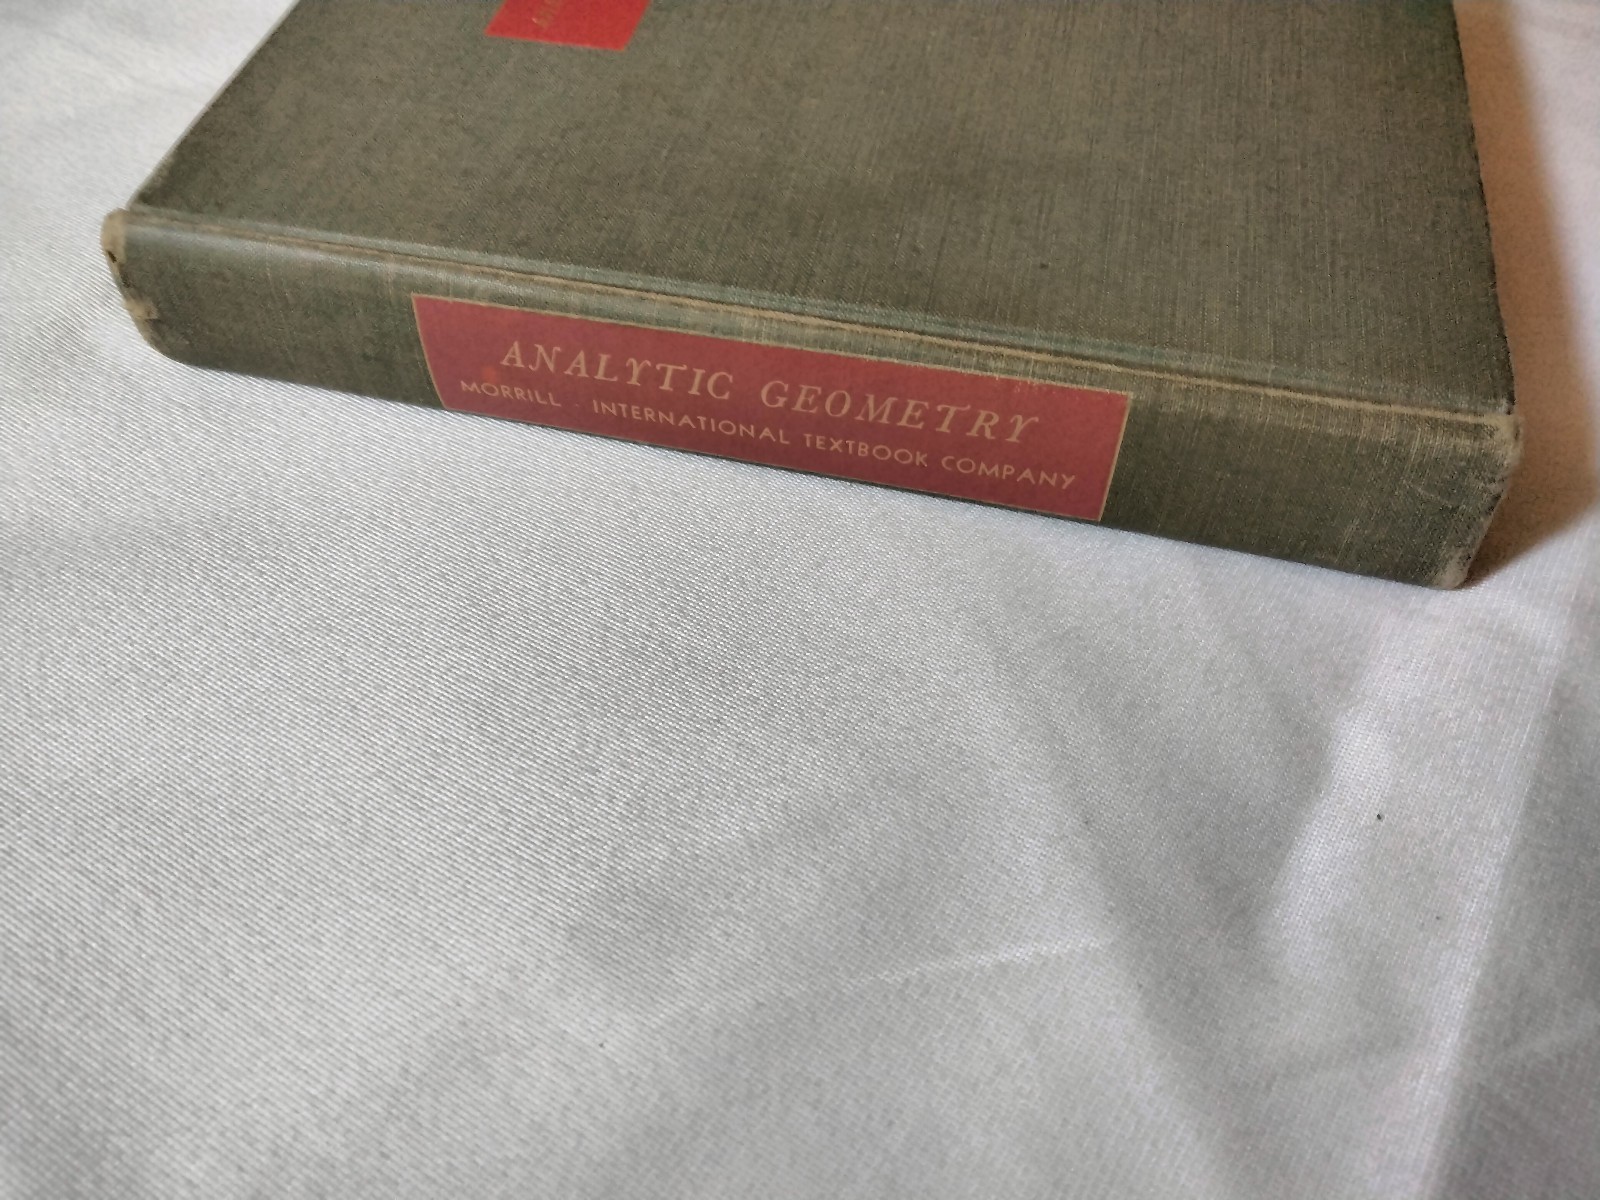 ANALYTIC GEOMETRY
MORRILL · INTERNATIONAL TEXTBOOK COMPANY